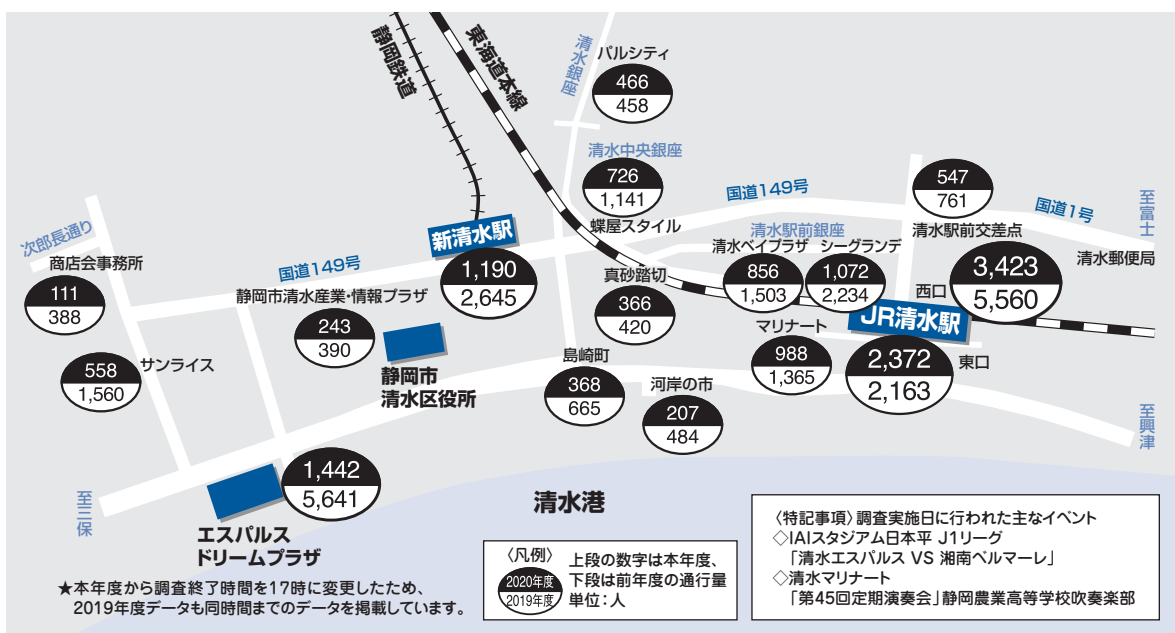 静岡鉄道
東海道本線
清水銀座
パルシティ
466
458
清水中央銀座
726
1,141
蝶屋スタイル
国道149号
547
761
清水駅前交差点
国道1号
至富士
清水郵便局
次郎長通り
商店会事務所
111
388
国道149号
新清水駅
1,190
2,645
静岡市清水産業・情報プラザ
243
390
静岡市
清水区役所
真砂踏切
366
420
清水駅前銀座
清水ベイプラザ
856
1,503
シーグランデ
1,072
2,234
西口
3,423
5,560
JR清水駅
2,372
2,163
東口
マリナート
988
1,365
サンライス
558
1,560
島崎町
368
665
河岸の市
207
484
至興津
至三保
1,442
5,641
エスパルス
ドリームプラザ
清水港
★本年度から調査終了時間を17時に変更したため、
2019年度データも同時間までのデータを掲載しています。
〈凡例〉
2020年度
2019年度
上段の数字は本年度、
下段は前年度の通行量
単位：人
〈特記事項〉調査実施日に行われた主なイベント
◇IAIスタジアム日本平 J1リーグ
「清水エスパルス VS 湘南ベルマーレ」
◇清水マリナート
「第45回定期演奏会」静岡農業高等学校吹奏楽部